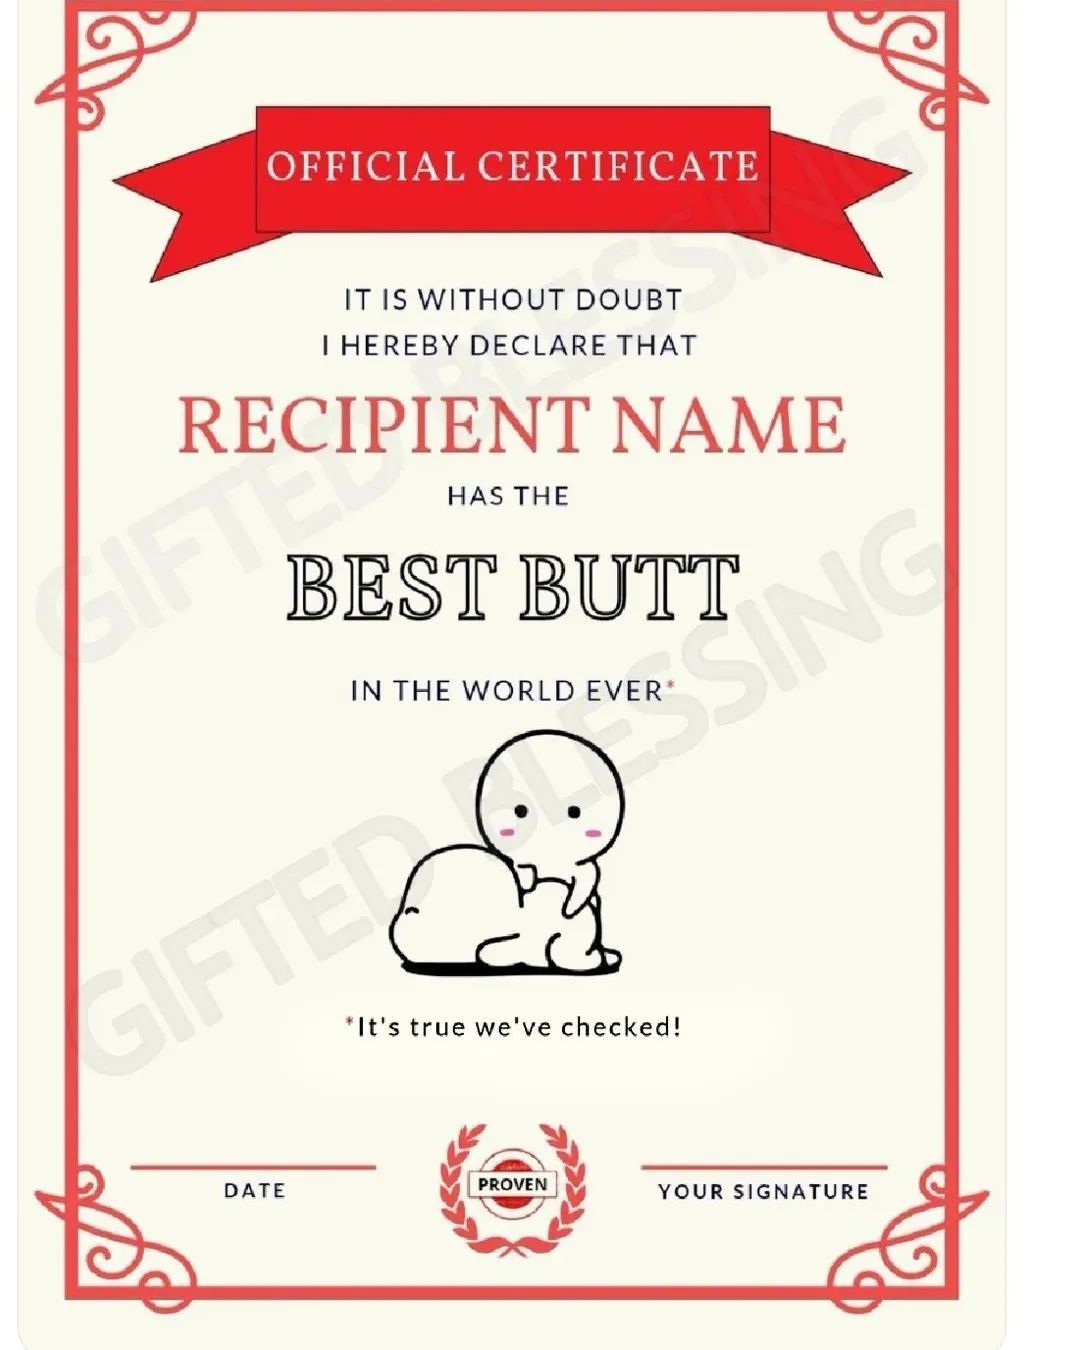 OFFICIAL CERTIFICATE
IT IS WITHOUT DOUBT
I HEREBY DECLARE THAT
RECIPIENT NAME
HAS THE
BEST BUTT
IN THE WORLD EVER*
*It's true we've checked!
DATE
PROVEN
YOUR SIGNATURE
GIFTED BLESSING
GIFTED BLESSING